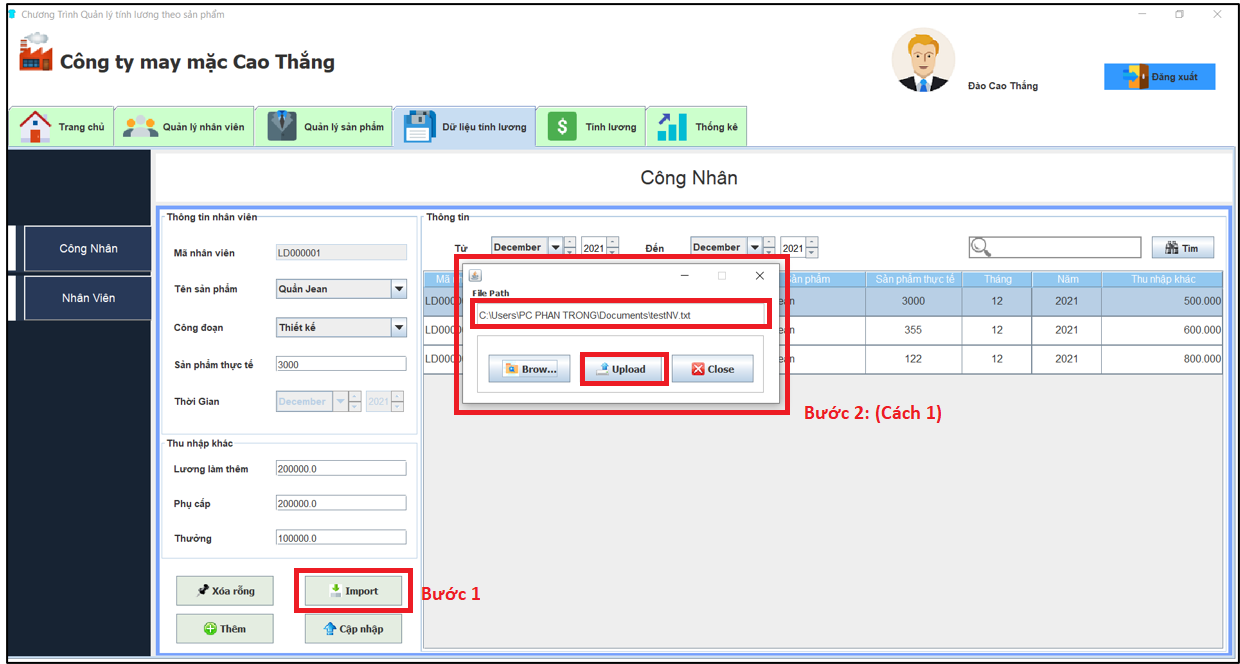 Chương Trình Quản lý tính lương theo sản phẩm
Công ty may mặc Cao Thắng
Đào Cao Thắng
Đăng xuất
Trang chủ
Quản lý nhân viên
Quản lý sản phẩm
Dữ liệu tính lương
Tính lương
Thống kê
Công Nhân
Công Nhân
Nhân Viên
Thông tin nhân viên
Mã nhân viên LD000001
Tên sản phẩm Quần Jean
Công đoạn Thiết kế
Sản phẩm thực tế 3000
Thời Gian December 2021
Thu nhập khác
Lương làm thêm 200000.0
Phụ cấp 200000.0
Thưởng 100000.0
Xóa rỗng
Import
Bước 1
Thêm
Cập nhập
Thông tin
Từ December 2021 Đến December 2021 Tìm
Mã sản phẩm Sản phẩm thực tế Tháng Năm Thu nhập khác
LD000 ean 3000 12 2021 500.000
LD000 ean 355 12 2021 600.000
LD000 ean 122 12 2021 800.000
File Path
C:\Users\PC PHAN TRONG\Documents\testNV.txt
Brow...
Upload
Close
Bước 2: (Cách 1)